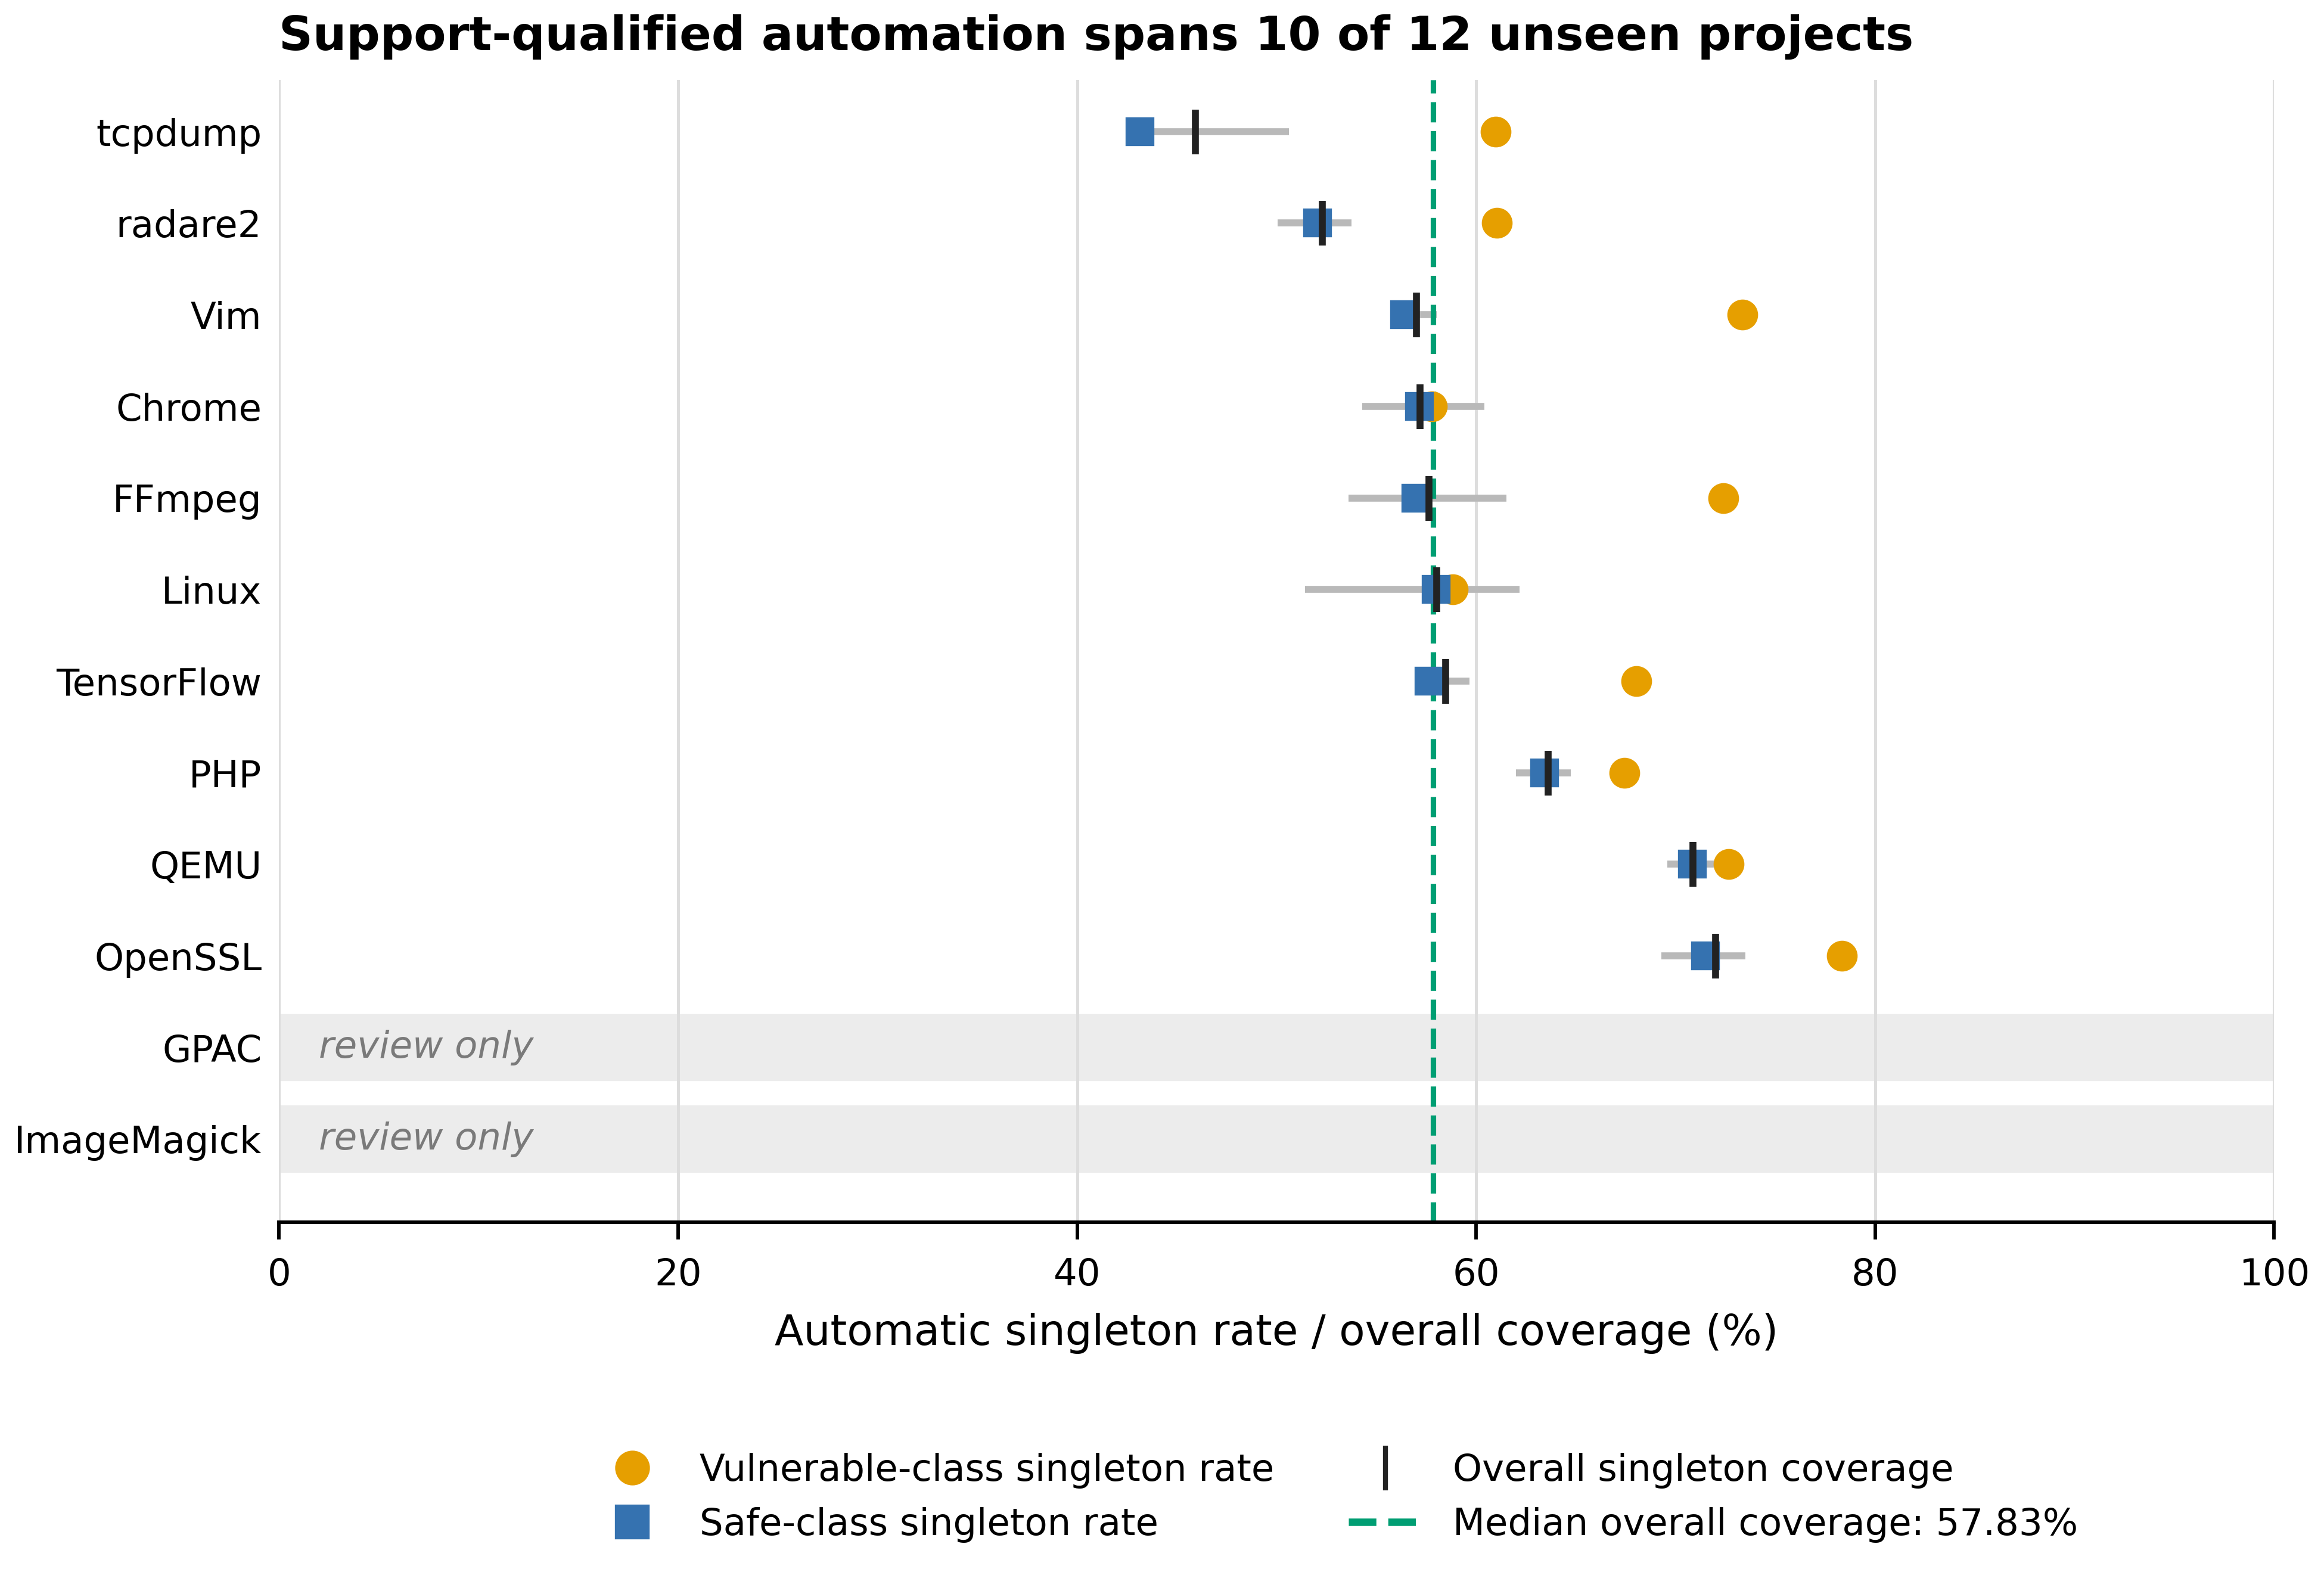 Support-qualified automation spans 10 of 12 unseen projects
tcpdump
radare2
Vim
Chrome
FFmpeg
Linux
TensorFlow
PHP
QEMU
OpenSSL
GPAC review only
ImageMagick review only
0 20 40 60 80 100
Automatic singleton rate / overall coverage (%)
Vulnerable-class singleton rate
Safe-class singleton rate
Overall singleton coverage
Median overall coverage: 57.83%